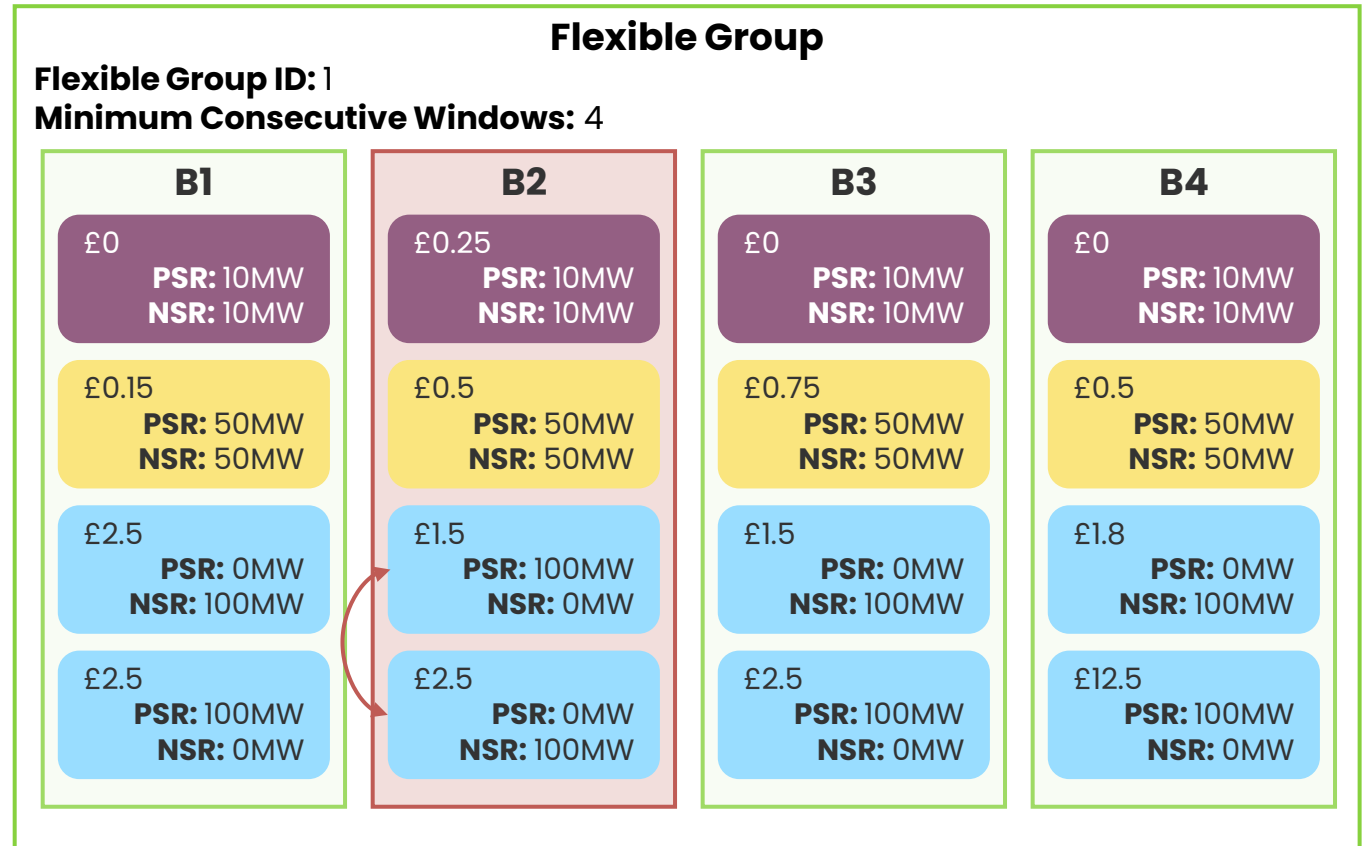 Flexible Group
Flexible Group ID: 1
Minimum Consecutive Windows: 4
B1
£0
PSR: 10MW
NSR: 10MW
£0.15
PSR: 50MW
NSR: 50MW
£2.5
PSR: 0MW
NSR: 100MW
£2.5
PSR: 100MW
NSR: 0MW
B2
£0.25
PSR: 10MW
NSR: 10MW
£0.5
PSR: 50MW
NSR: 50MW
£1.5
PSR: 100MW
NSR: 0MW
£2.5
PSR: 0MW
NSR: 100MW
B3
£0
PSR: 10MW
NSR: 10MW
£0.75
PSR: 50MW
NSR: 50MW
£1.5
PSR: 0MW
NSR: 100MW
£2.5
PSR: 100MW
NSR: 0MW
B4
£0
PSR: 10MW
NSR: 10MW
£0.5
PSR: 50MW
NSR: 50MW
£1.8
PSR: 0MW
NSR: 100MW
£12.5
PSR: 100MW
NSR: 0MW